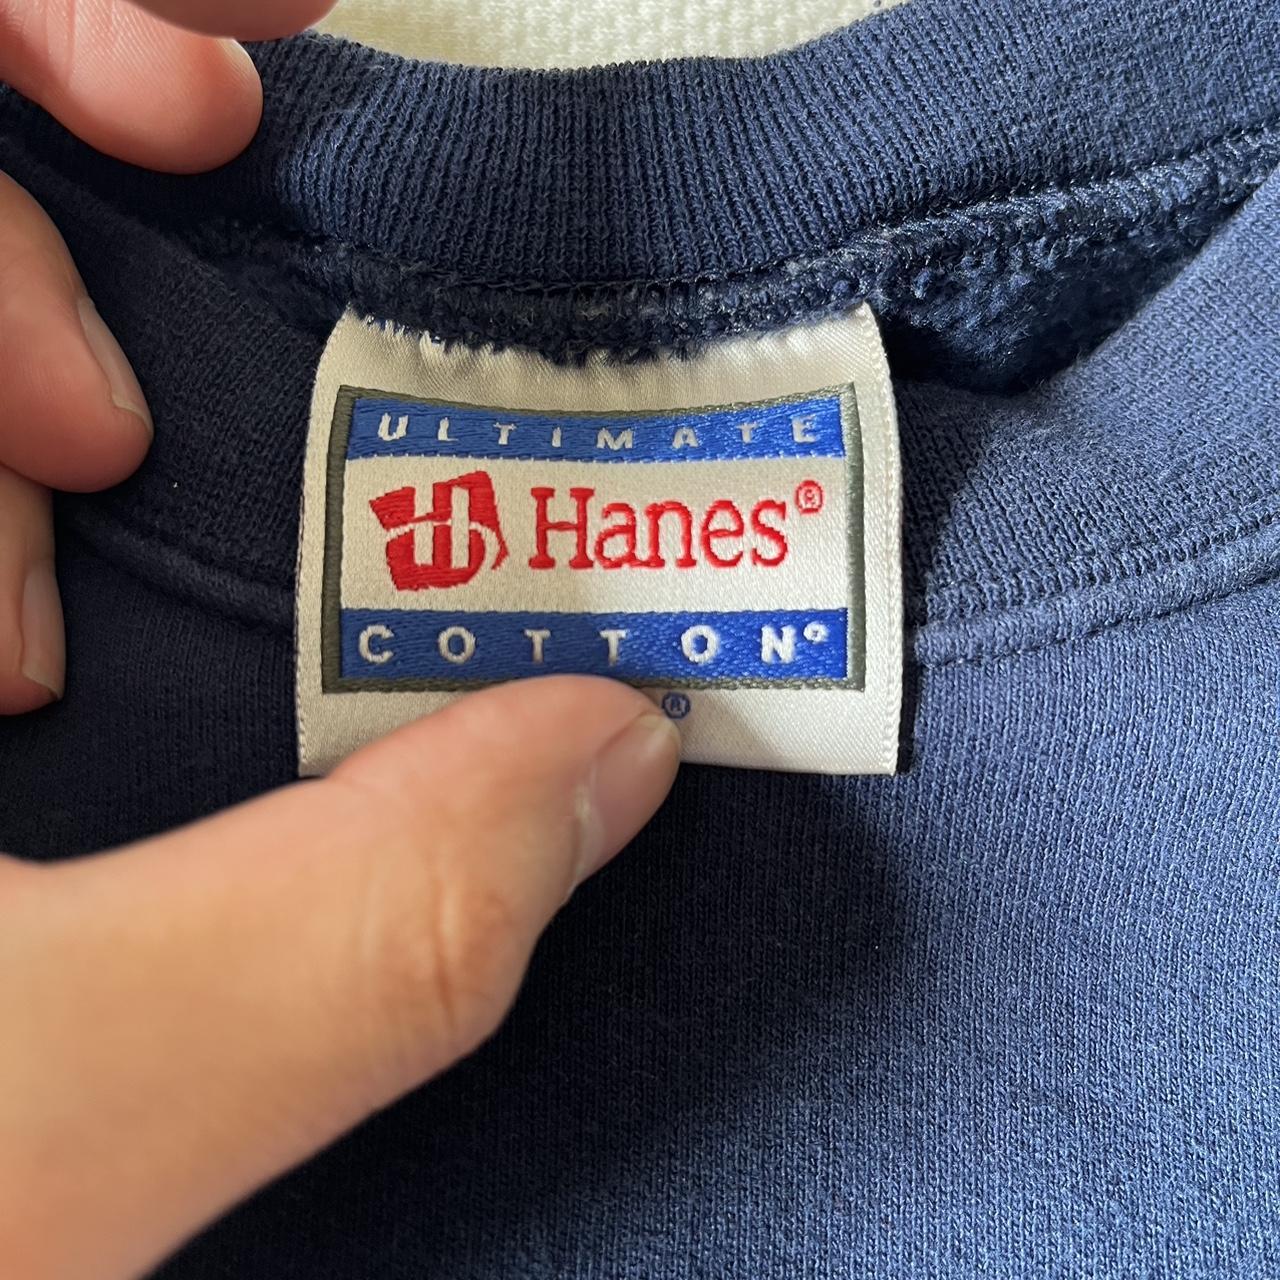 ULTIMATE
H Hanes®
COTTON®
®